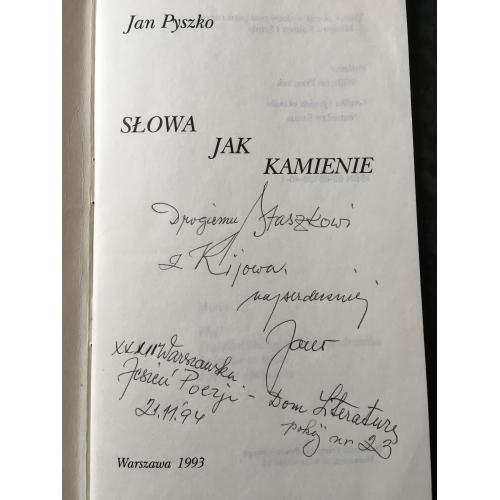 Jan Pyszko
SŁOWA
JAK
KAMIENIE
Drogiemu Staszkowi
z Kijowa
najserdeczniej
Jan
Warszawska
Jesień Poezji - Dom Literatury
21.11.94 pokój nr 23
Warszawa 1993